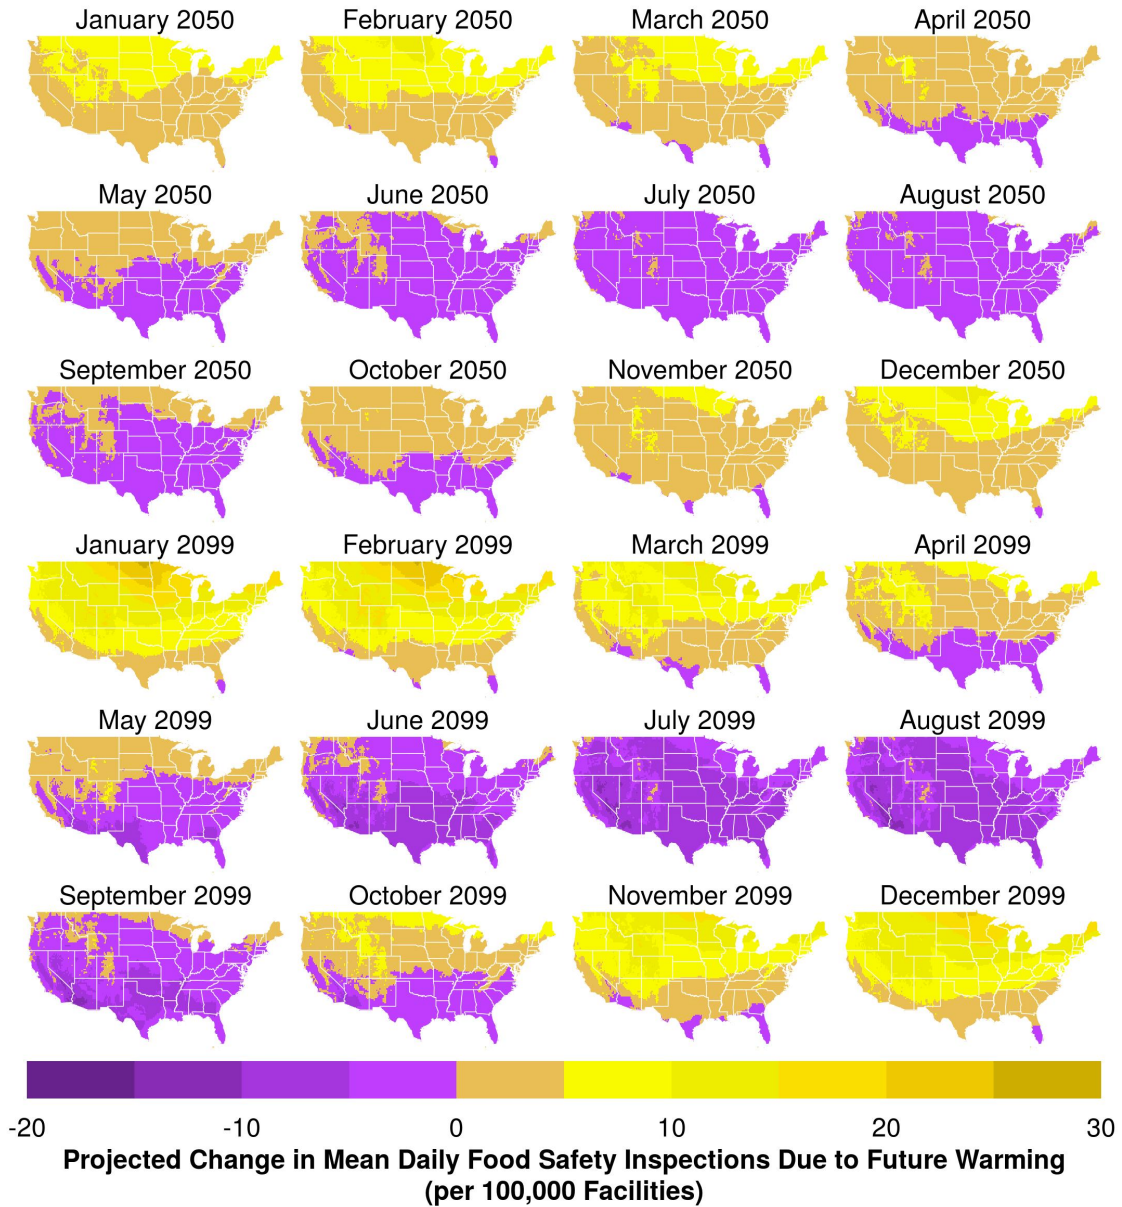 January 2050
February 2050
March 2050
April 2050
May 2050
June 2050
July 2050
August 2050
September 2050
October 2050
November 2050
December 2050
January 2099
February 2099
March 2099
April 2099
May 2099
June 2099
July 2099
August 2099
September 2099
October 2099
November 2099
December 2099
-20
-10
0
10
20
30
Projected Change in Mean Daily Food Safety Inspections Due to Future Warming
(per 100,000 Facilities)